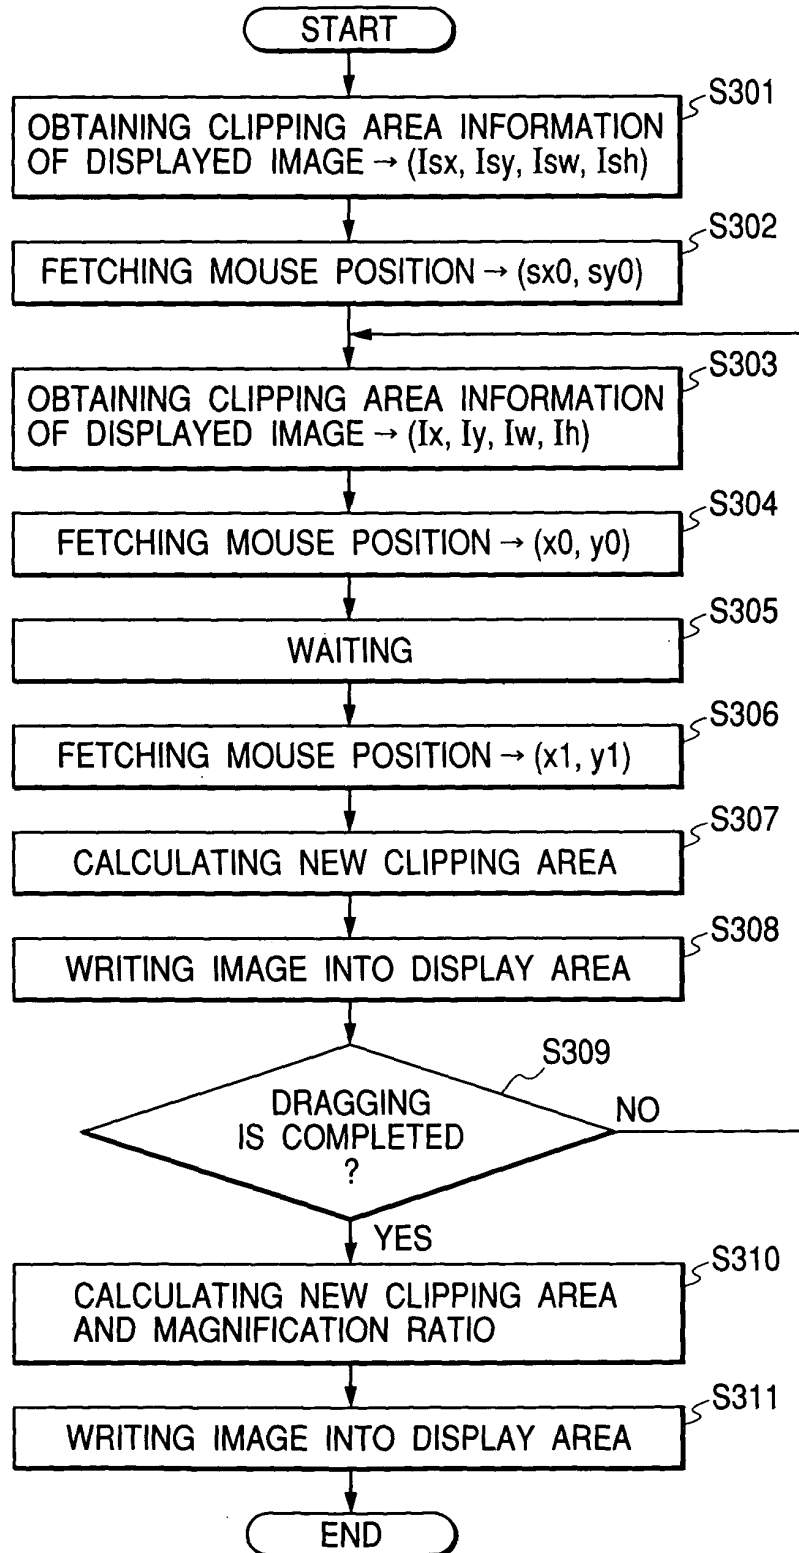 START
S301
OBTAINING CLIPPING AREA INFORMATION
OF DISPLAYED IMAGE → (Isx, Isy, Isw, Ish)
S302
FETCHING MOUSE POSITION → (sx0, sy0)
S303
OBTAINING CLIPPING AREA INFORMATION
OF DISPLAYED IMAGE → (Ix, Iy, Iw, Ih)
S304
FETCHING MOUSE POSITION → (x0, y0)
S305
WAITING
S306
FETCHING MOUSE POSITION → (x1, y1)
S307
CALCULATING NEW CLIPPING AREA
S308
WRITING IMAGE INTO DISPLAY AREA
S309
DRAGGING
IS COMPLETED
?
NO
YES
S310
CALCULATING NEW CLIPPING AREA
AND MAGNIFICATION RATIO
S311
WRITING IMAGE INTO DISPLAY AREA
END